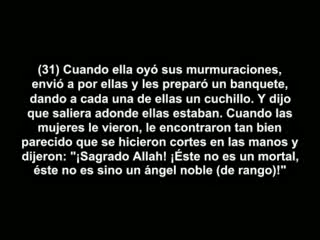 (31) Cuando ella oyó sus murmuraciones,
envió a por ellas y les preparó un banquete,
dando a cada una de ellas un cuchillo. Y dijo
que saliera adonde ellas estaban. Cuando las
mujeres le vieron, le encontraron tan bien
parecido que se hicieron cortes en las manos y
dijeron: "¡Sagrado Allah! ¡Éste no es un mortal,
éste no es sino un ángel noble (de rango)!"